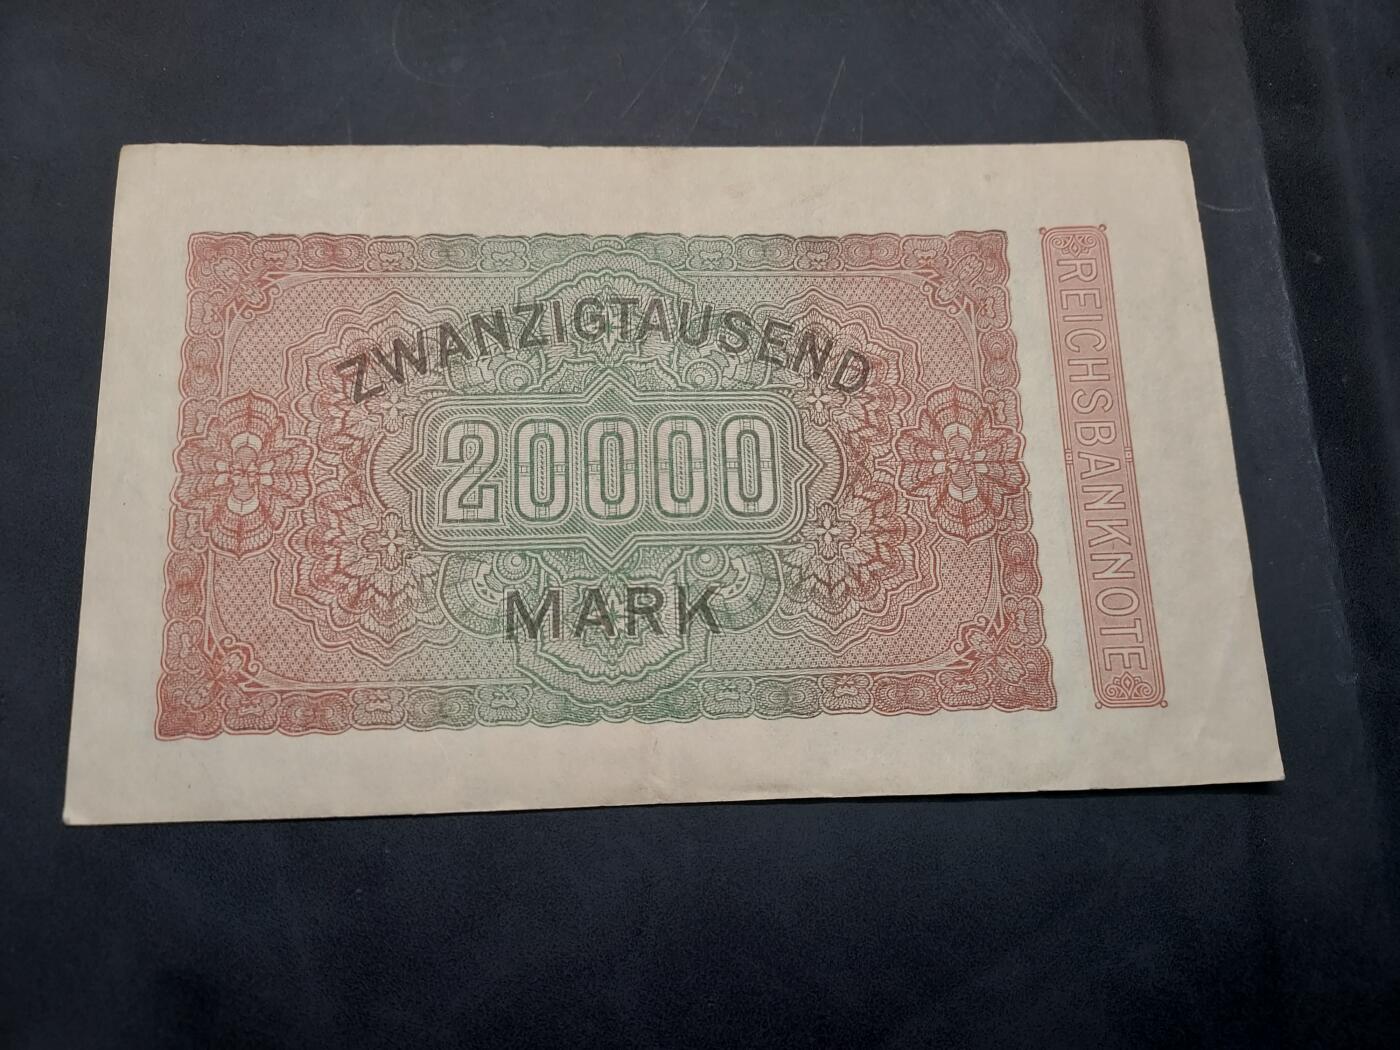 ZWANZIGTAUSEND
20000
MARK
REICHSBANKNOTE